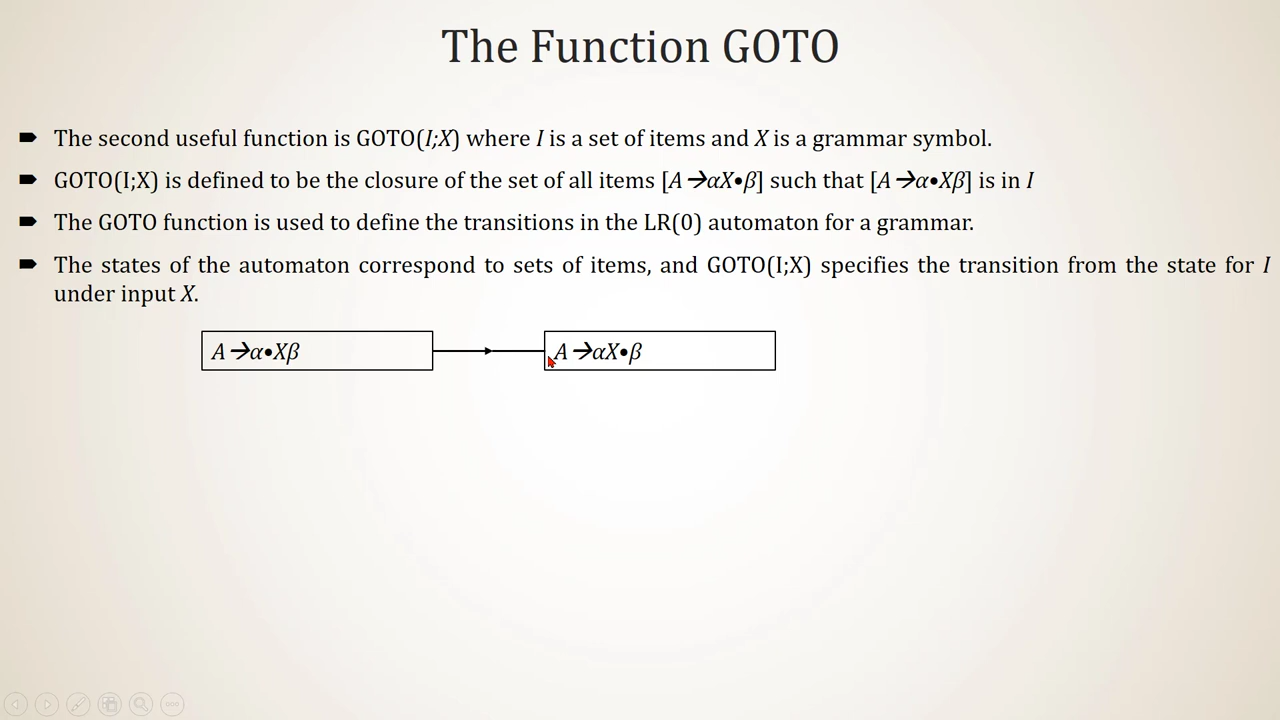 The Function GOTO
The second useful function is GOTO(I;X) where I is a set of items and X is a grammar symbol.
GOTO(I;X) is defined to be the closure of the set of all items [A→αX•β] such that [A→α•Xβ] is in I
The GOTO function is used to define the transitions in the LR(0) automaton for a grammar.
The states of the automaton correspond to sets of items, and GOTO(I;X) specifies the transition from the state for I
under input X.
A→α•Xβ A→αX•β